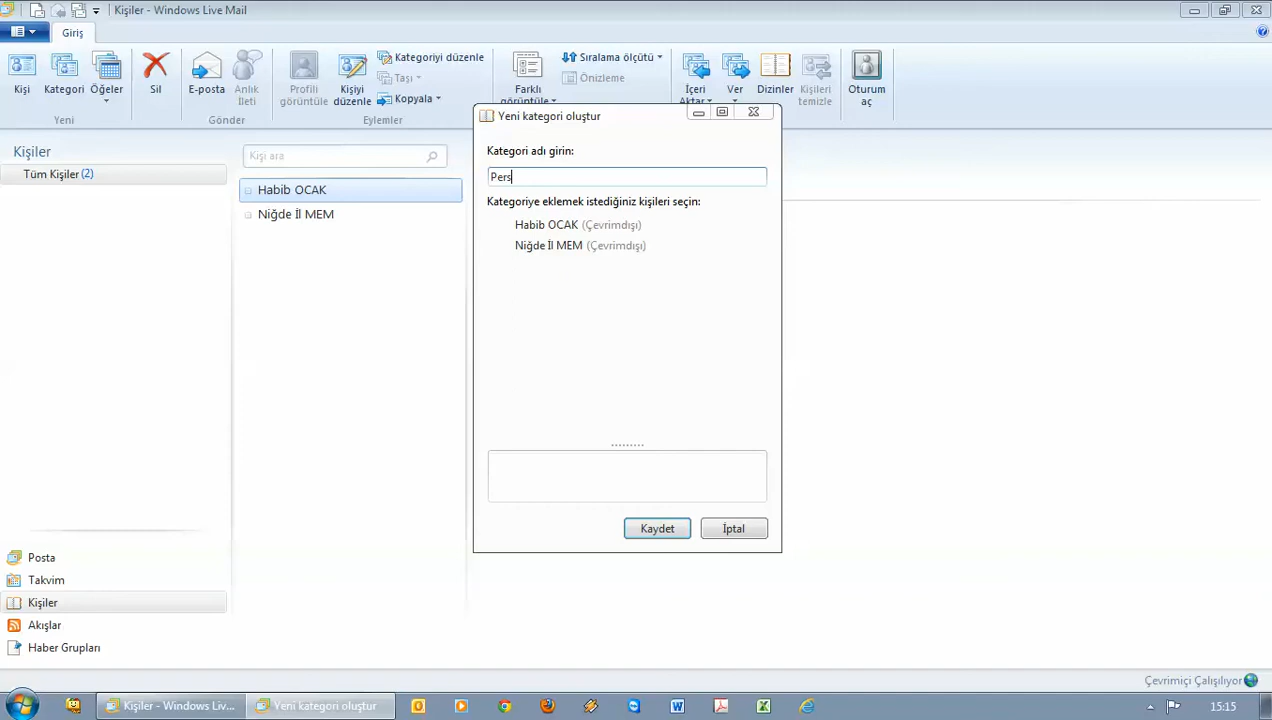 Kişiler - Windows Live Mail
Giriş
Kişi
Kategori
Öğeler
Sil
E-posta
Anlık İleti
Profili görüntüle
Kişiyi düzenle
Kategoriyi düzenle
Taşı
Kopyala
Farklı görüntüle
Sıralama ölçütü
Önizleme
İçeri Aktar
Ver
Dizinler
Kişileri temizle
Oturum aç
Yeni
Gönder
Eylemler
Kişiler
Tüm Kişiler (2)
Kişi ara
Habib OCAK
Niğde İl MEM
Yeni kategori oluştur
Kategori adı girin:
Pers
Kategoriye eklemek istediğiniz kişileri seçin:
Habib OCAK (Çevrimdışı)
Niğde İl MEM (Çevrimdışı)
Kaydet
İptal
Posta
Takvim
Kişiler
Akışlar
Haber Grupları
Çevrimiçi Çalışılıyor
Kişiler - Windows Live...
Yeni kategori oluştur
15:15